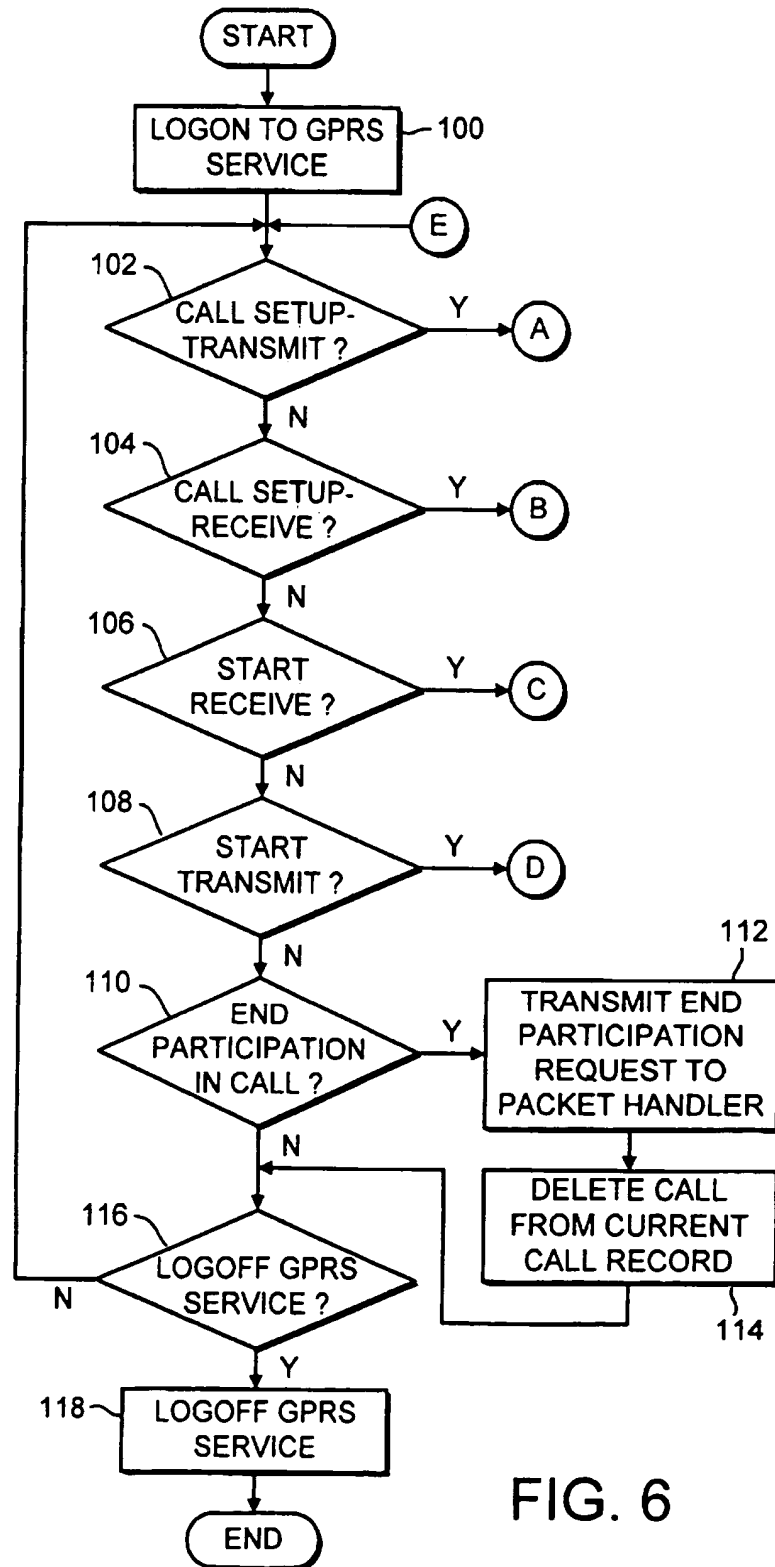 START
LOGON TO GPRS
SERVICE
100
E
102
CALL SETUP-
TRANSMIT ?
Y
A
N
104
CALL SETUP-
RECEIVE ?
Y
B
N
106
START
RECEIVE ?
Y
C
N
108
START
TRANSMIT ?
Y
D
N
110
END
PARTICIPATION
IN CALL ?
Y
112
TRANSMIT END
PARTICIPATION
REQUEST TO
PACKET HANDLER
N
DELETE CALL
FROM CURRENT
CALL RECORD
114
116
LOGOFF GPRS
SERVICE ?
N
Y
118
LOGOFF GPRS
SERVICE
END
FIG. 6